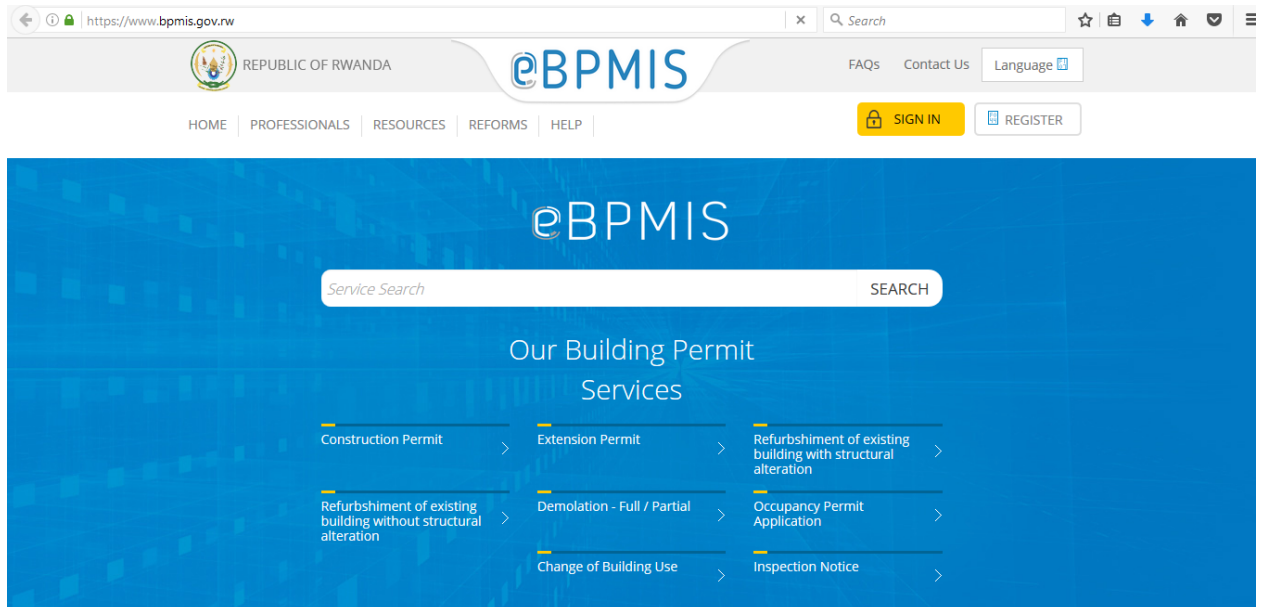 https://www.bpmis.gov.rw
Search
REPUBLIC OF RWANDA
eBPMIS
FAQs
Contact Us
Language
HOME
PROFESSIONALS
RESOURCES
REFORMS
HELP
SIGN IN
REGISTER
eBPMIS
Service Search
SEARCH
Our Building Permit
Services
Construction Permit
Extension Permit
Refurbshiment of existing
building with structural
alteration
Refurbshiment of existing
building without structural
alteration
Demolation - Full / Partial
Occupancy Permit
Application
Change of Building Use
Inspection Notice